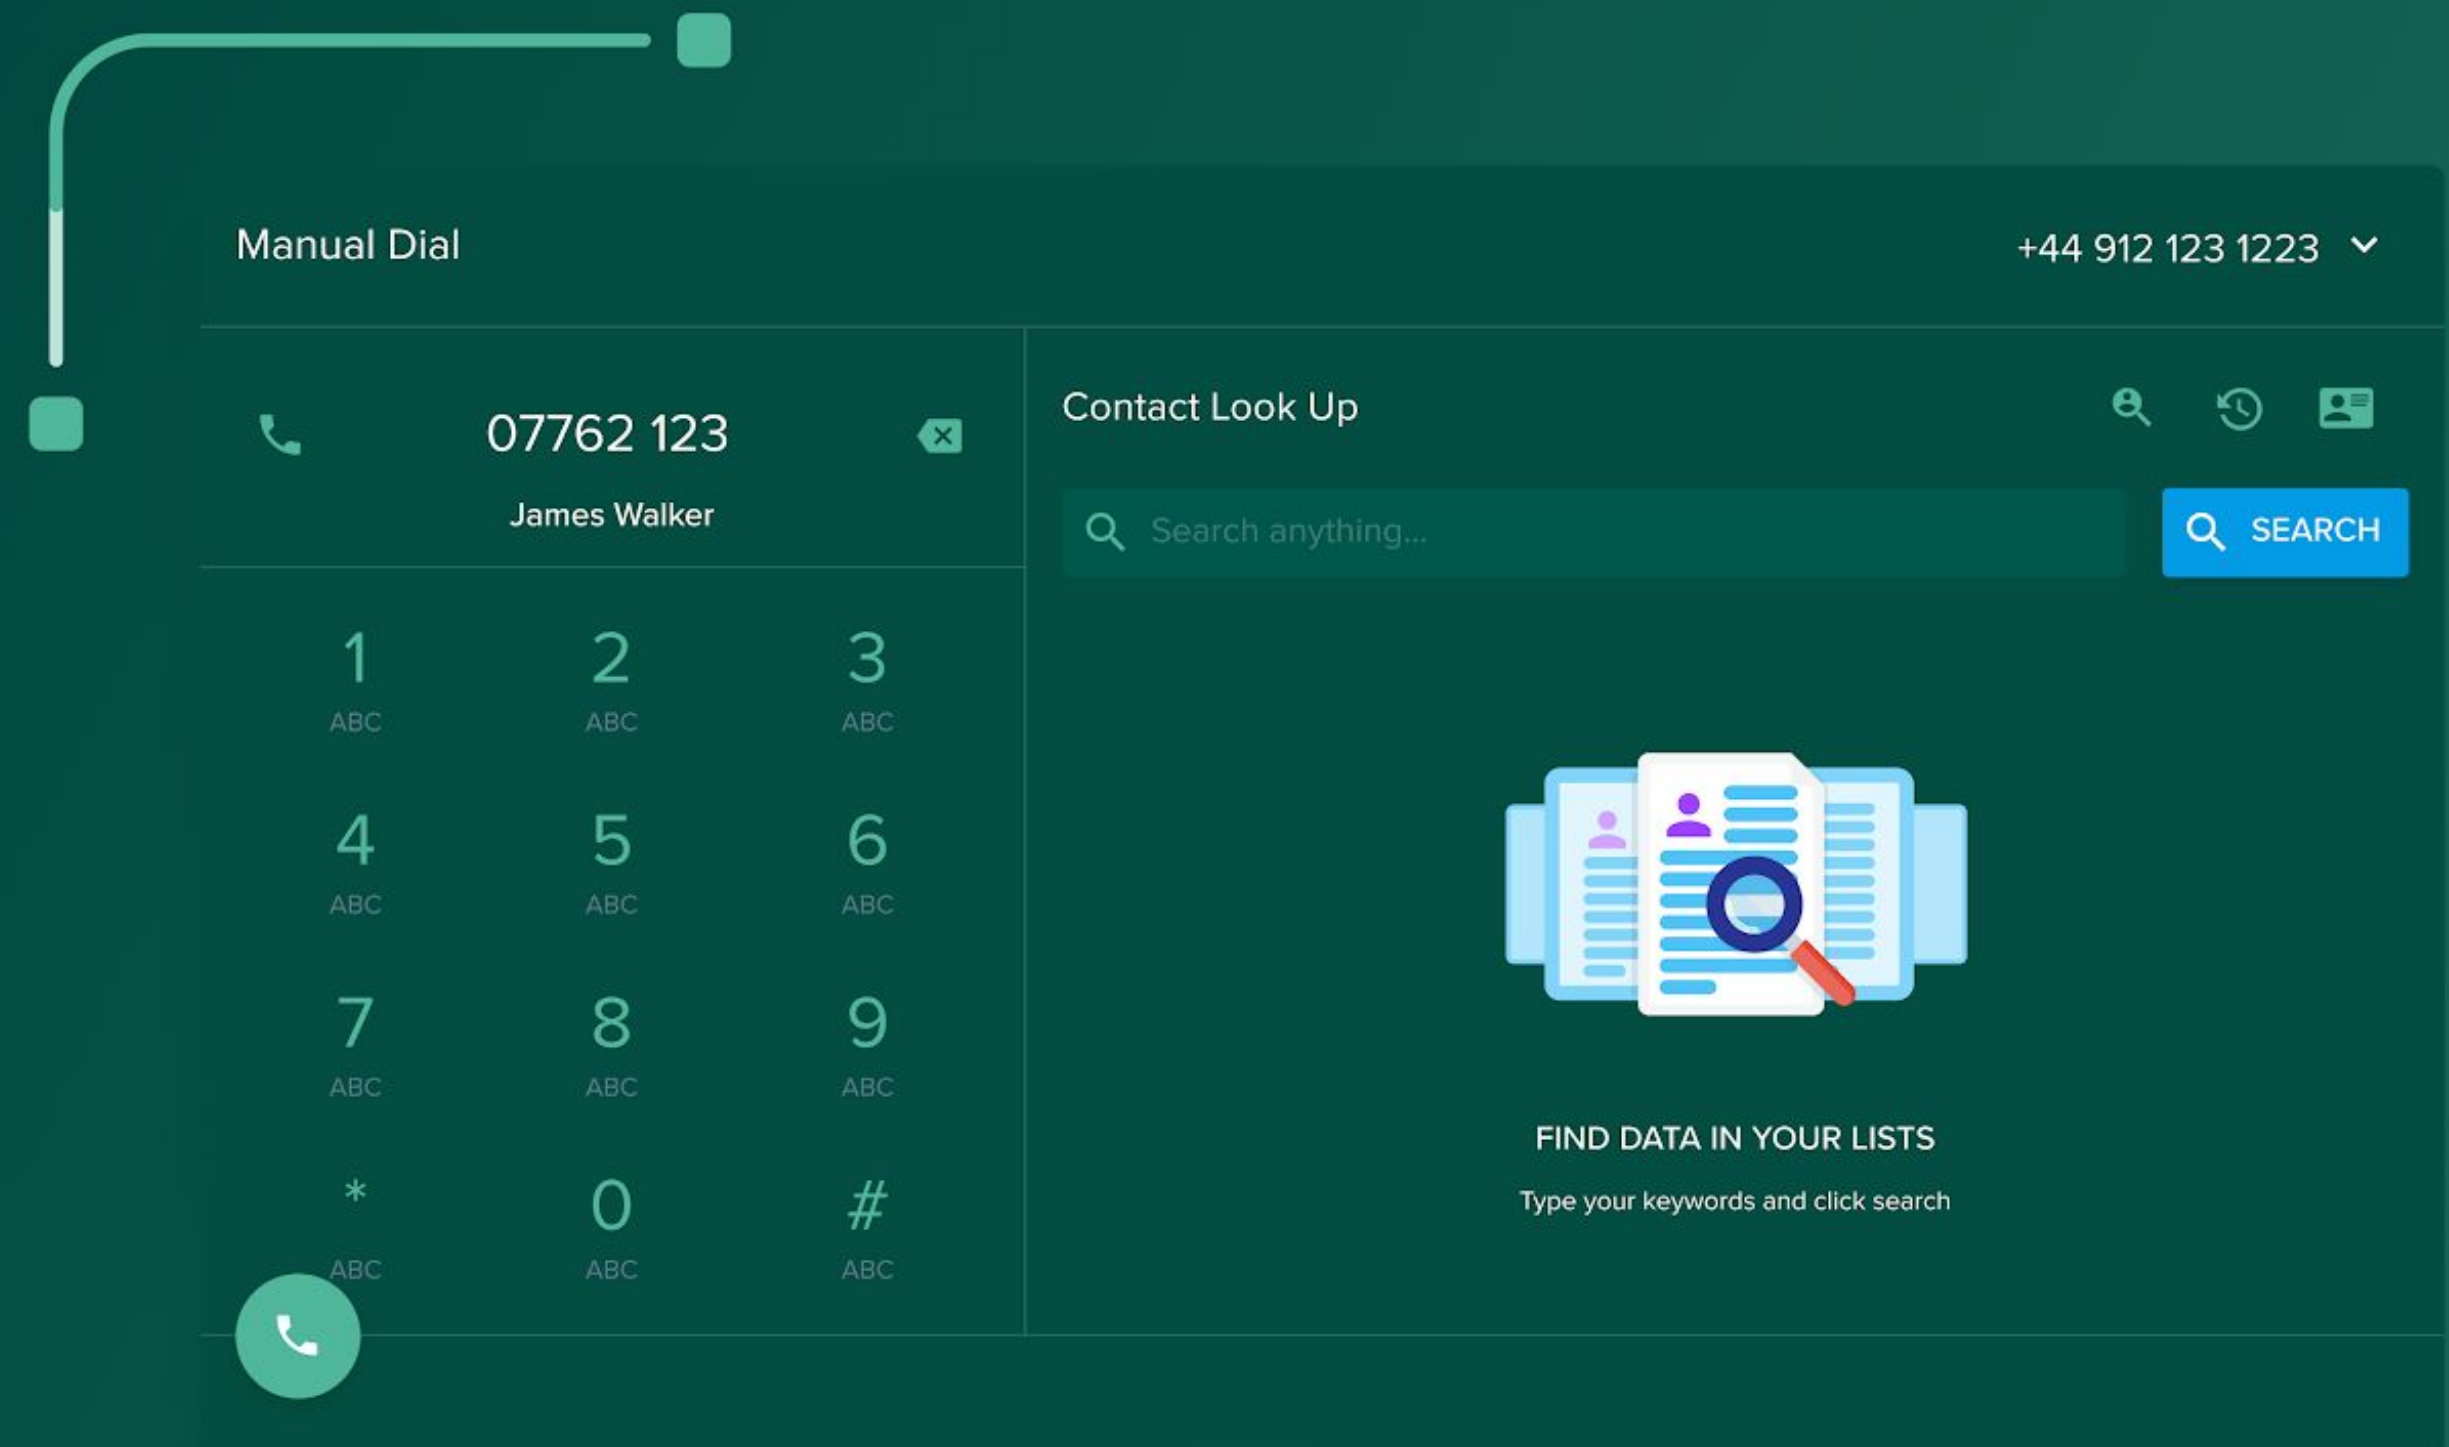 Manual Dial
+44 912 123 1223
07762 123
James Walker
1 2 3
ABC ABC ABC
4 5 6
ABC ABC ABC
7 8 9
ABC ABC ABC
* 0 #
ABC ABC ABC
Contact Look Up
Search anything...
SEARCH
FIND DATA IN YOUR LISTS
Type your keywords and click search